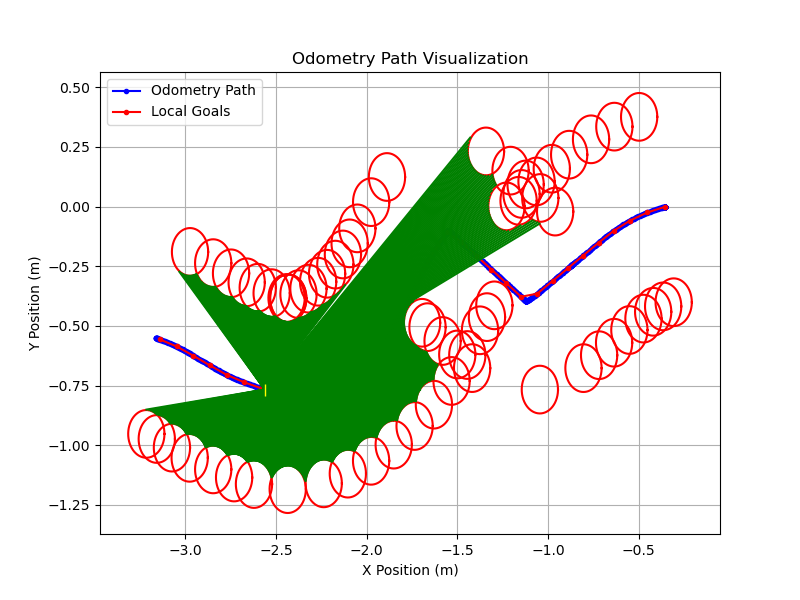 Odometry Path Visualization
Odometry Path
Local Goals
0.50
0.25
0.00
−0.25
−0.50
−0.75
−1.00
−1.25
Y Position (m)
−3.0 −2.5 −2.0 −1.5 −1.0 −0.5
X Position (m)